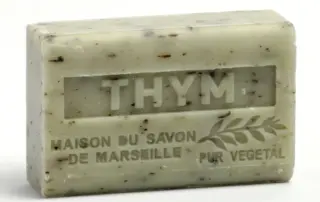 THYM
MAISON DU SAVON
DE MARSEILLE
PUR VEGETAL